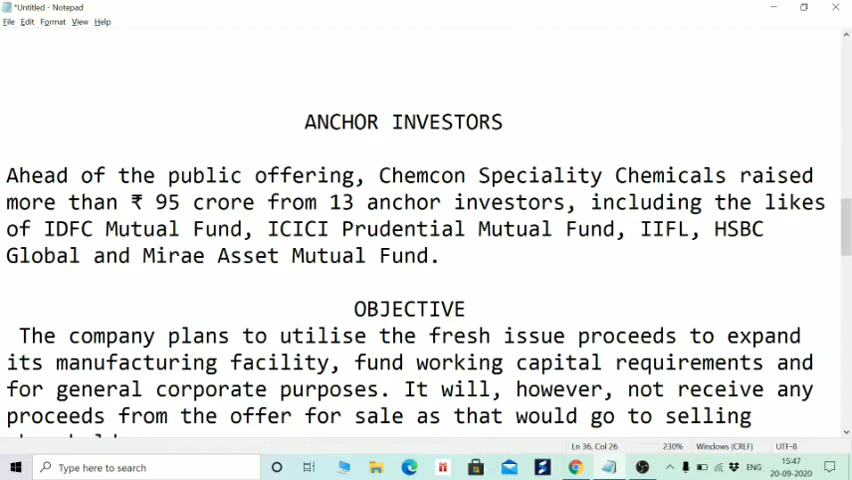 *Untitled - Notepad
File Edit Format View Help
ANCHOR INVESTORS
Ahead of the public offering, Chemcon Speciality Chemicals raised
more than ₹ 95 crore from 13 anchor investors, including the likes
of IDFC Mutual Fund, ICICI Prudential Mutual Fund, IIFL, HSBC
Global and Mirae Asset Mutual Fund.
OBJECTIVE
The company plans to utilise the fresh issue proceeds to expand
its manufacturing facility, fund working capital requirements and
for general corporate purposes. It will, however, not receive any
proceeds from the offer for sale as that would go to selling
Ln 36, Col 26 230% Windows (CRLF) UTF-8
Type here to search
ENG
15:47
20-09-2020